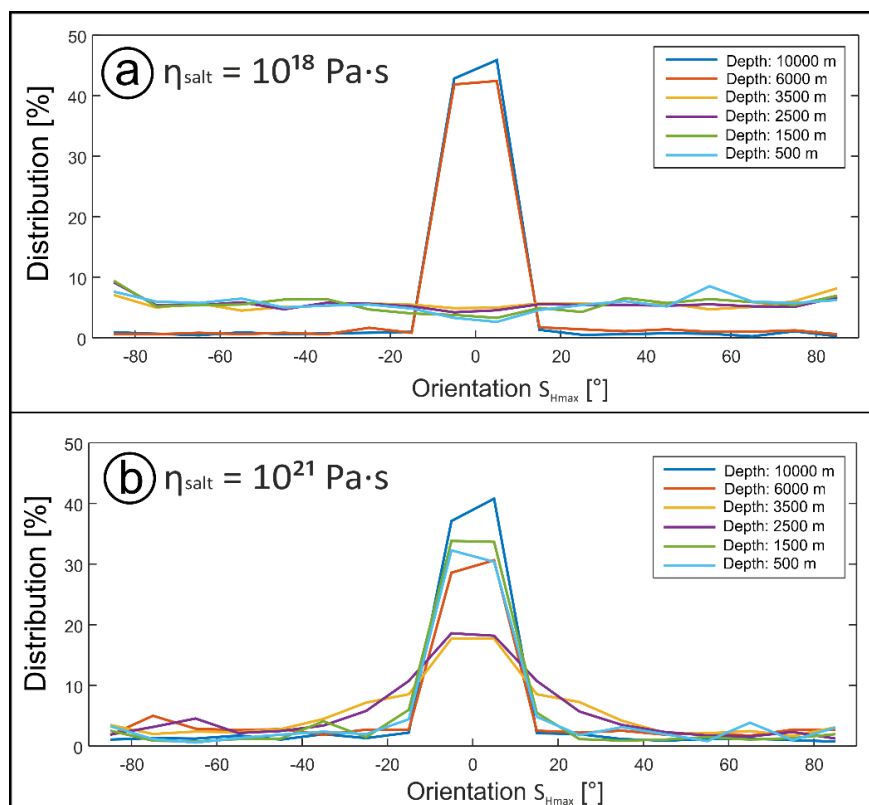 a ηsalt = 10¹⁸ Pa·s
Distribution [%]
50
40
30
20
10
0
Depth: 10000 m
Depth: 6000 m
Depth: 3500 m
Depth: 2500 m
Depth: 1500 m
Depth: 500 m
-80 -60 -40 -20 0 20 40 60 80
Orientation SHmax [°]
b ηsalt = 10²¹ Pa·s
Distribution [%]
50
40
30
20
10
0
Depth: 10000 m
Depth: 6000 m
Depth: 3500 m
Depth: 2500 m
Depth: 1500 m
Depth: 500 m
-80 -60 -40 -20 0 20 40 60 80
Orientation SHmax [°]